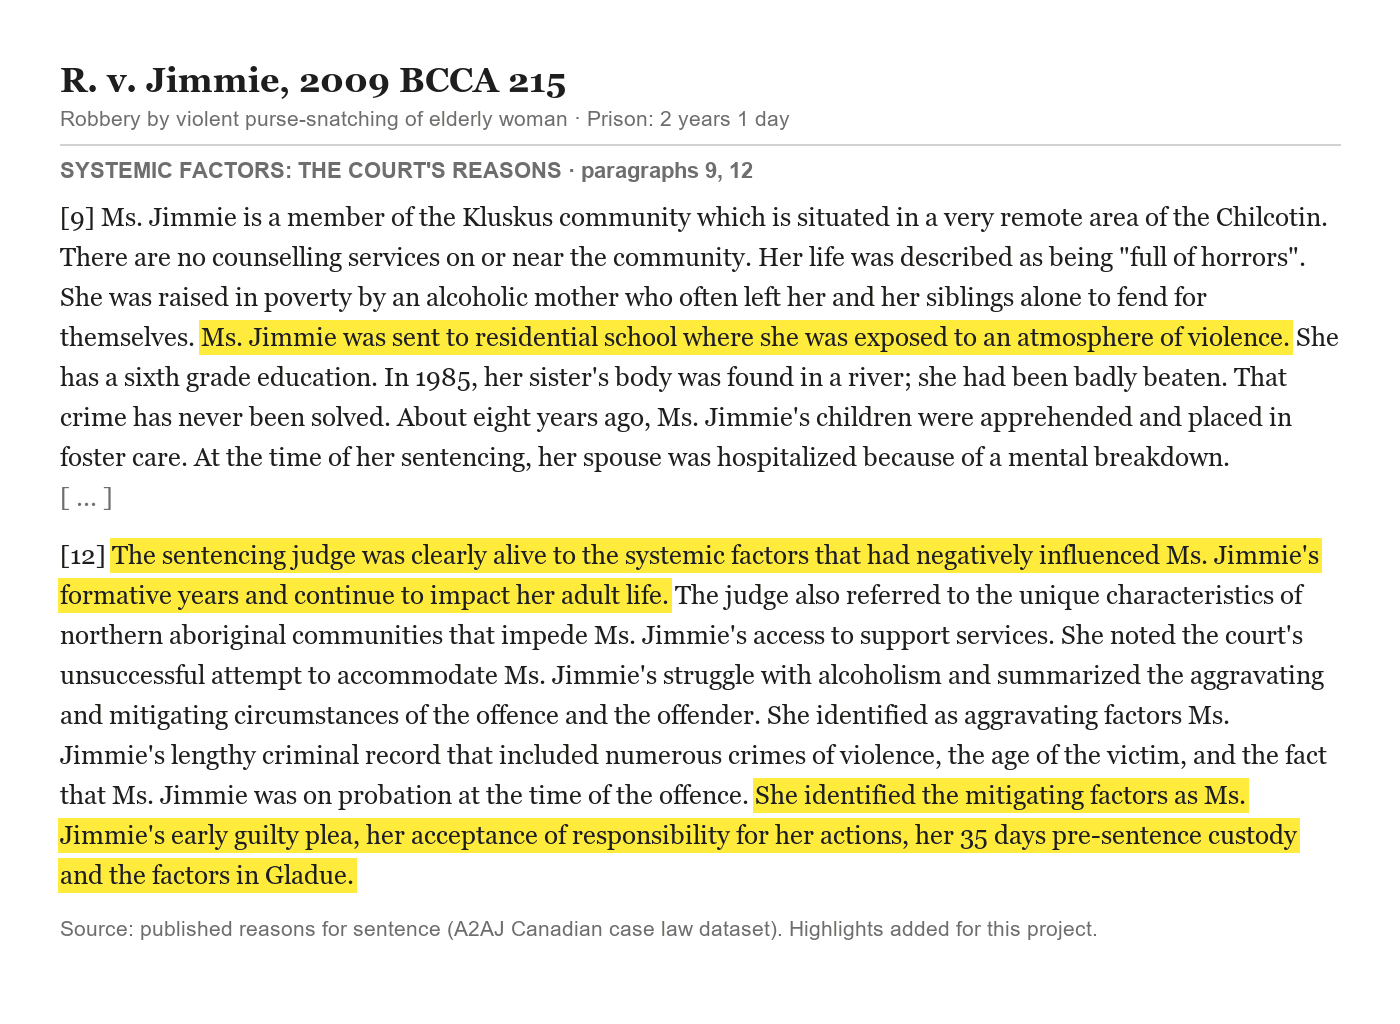 R. v. Jimmie, 2009 BCCA 215
Robbery by violent purse-snatching of elderly woman · Prison: 2 years 1 day
SYSTEMIC FACTORS: THE COURT'S REASONS · paragraphs 9, 12
[9] Ms. Jimmie is a member of the Kluskus community which is situated in a very remote area of the Chilcotin.
There are no counselling services on or near the community. Her life was described as being "full of horrors".
She was raised in poverty by an alcoholic mother who often left her and her siblings alone to fend for
themselves. Ms. Jimmie was sent to residential school where she was exposed to an atmosphere of violence. She
has a sixth grade education. In 1985, her sister's body was found in a river; she had been badly beaten. That
crime has never been solved. About eight years ago, Ms. Jimmie's children were apprehended and placed in
foster care. At the time of her sentencing, her spouse was hospitalized because of a mental breakdown.
[ ... ]
[12] The sentencing judge was clearly alive to the systemic factors that had negatively influenced Ms. Jimmie's
formative years and continue to impact her adult life. The judge also referred to the unique characteristics of
northern aboriginal communities that impede Ms. Jimmie's access to support services. She noted the court's
unsuccessful attempt to accommodate Ms. Jimmie's struggle with alcoholism and summarized the aggravating
and mitigating circumstances of the offence and the offender. She identified as aggravating factors Ms.
Jimmie's lengthy criminal record that included numerous crimes of violence, the age of the victim, and the fact
that Ms. Jimmie was on probation at the time of the offence. She identified the mitigating factors as Ms.
Jimmie's early guilty plea, her acceptance of responsibility for her actions, her 35 days pre-sentence custody
and the factors in Gladue.
Source: published reasons for sentence (A2AJ Canadian case law dataset). Highlights added for this project.